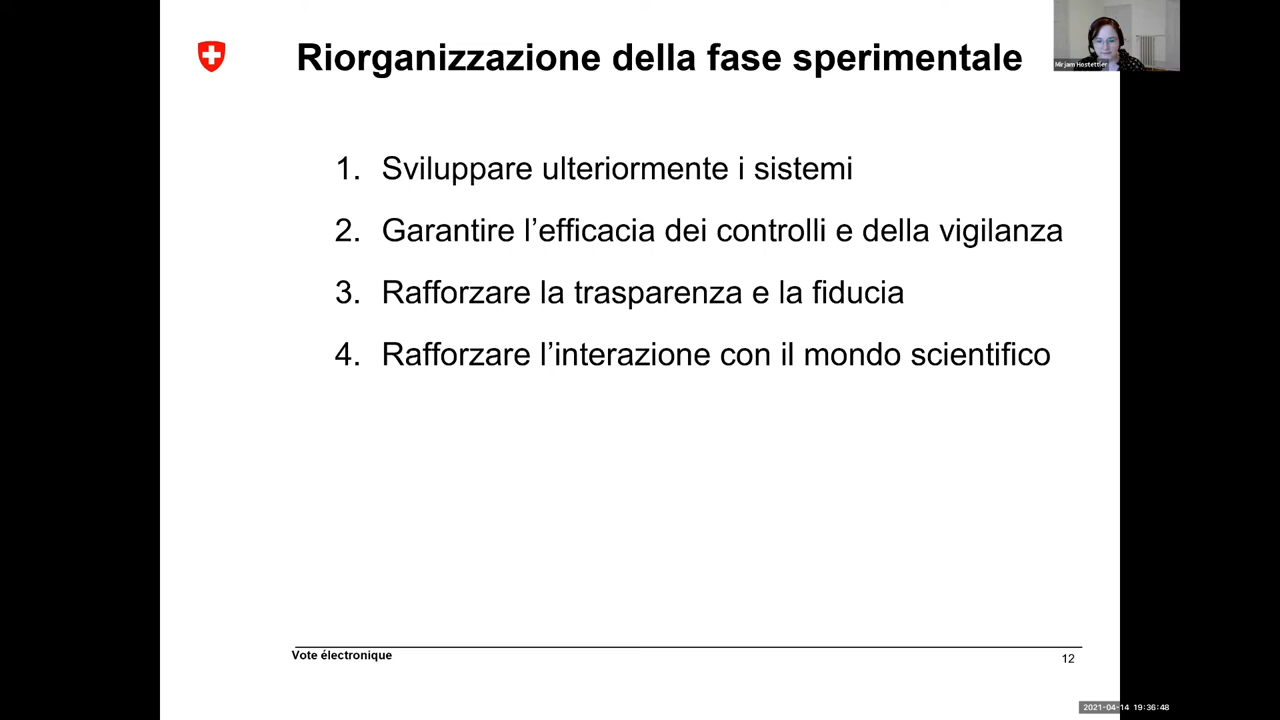 Riorganizzazione della fase sperimentale
Mirjam Hostettler
1. Sviluppare ulteriormente i sistemi
2. Garantire l’efficacia dei controlli e della vigilanza
3. Rafforzare la trasparenza e la fiducia
4. Rafforzare l’interazione con il mondo scientifico
Vote électronique
12
2021-04-14 19:36:48